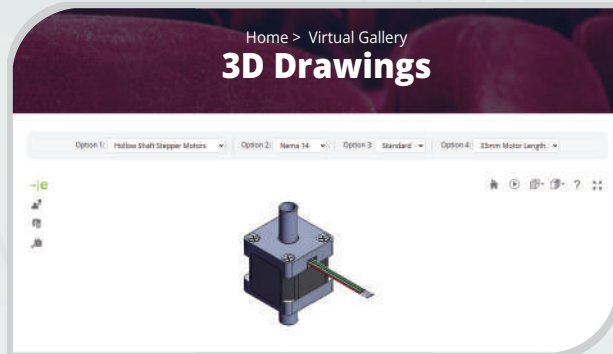 Home > Virtual Gallery
3D Drawings
Option 1: Hollow Shaft Stepper Motors Option 2: Nema 14 Option 3: Standard Option 4: 33mm Motor Length
e
?